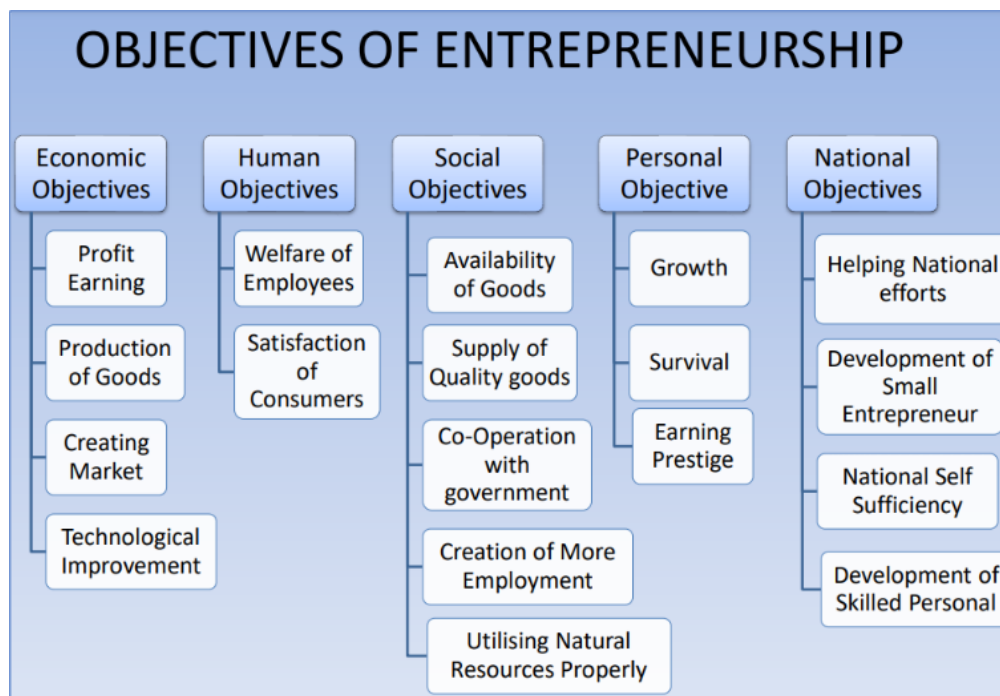 OBJECTIVES OF ENTREPRENEURSHIP
Economic
Objectives
Profit
Earning
Production
of Goods
Creating
Market
Technological
Improvement
Human
Objectives
Welfare of
Employees
Satisfaction
of
Consumers
Social
Objectives
Availability
of Goods
Supply of
Quality goods
Co-Operation
with
government
Creation of More
Employment
Utilising Natural
Resources Properly
Personal
Objective
Growth
Survival
Earning
Prestige
National
Objectives
Helping National
efforts
Development of
Small
Entrepreneur
National Self
Sufficiency
Development of
Skilled Personal